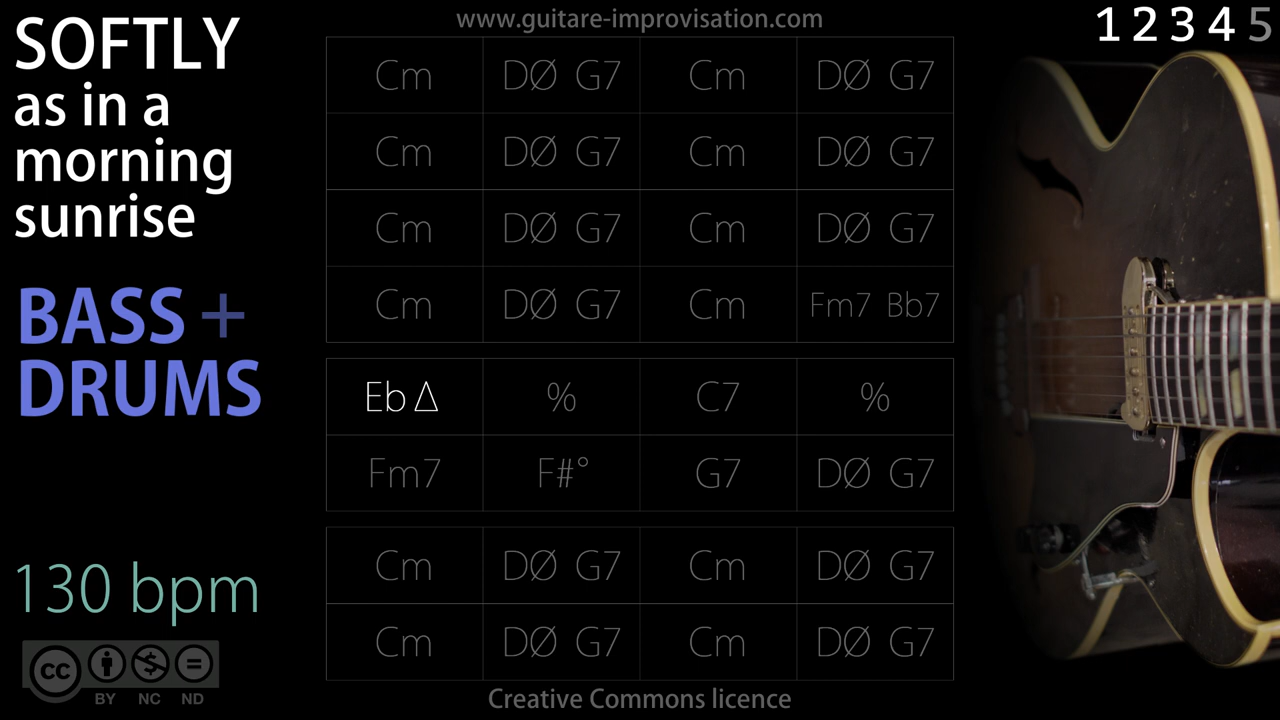 www.guitare-improvisation.com
1 2 3 4 5
SOFTLY
as in a
morning
sunrise
BASS +
DRUMS
130 bpm
Cm DØ G7 Cm DØ G7
Cm DØ G7 Cm DØ G7
Cm DØ G7 Cm DØ G7
Cm DØ G7 Cm Fm7 Bb7
Eb Δ % C7 %
Fm7 F#° G7 DØ G7
Cm DØ G7 Cm DØ G7
Cm DØ G7 Cm DØ G7
cc
BY NC ND
Creative Commons licence